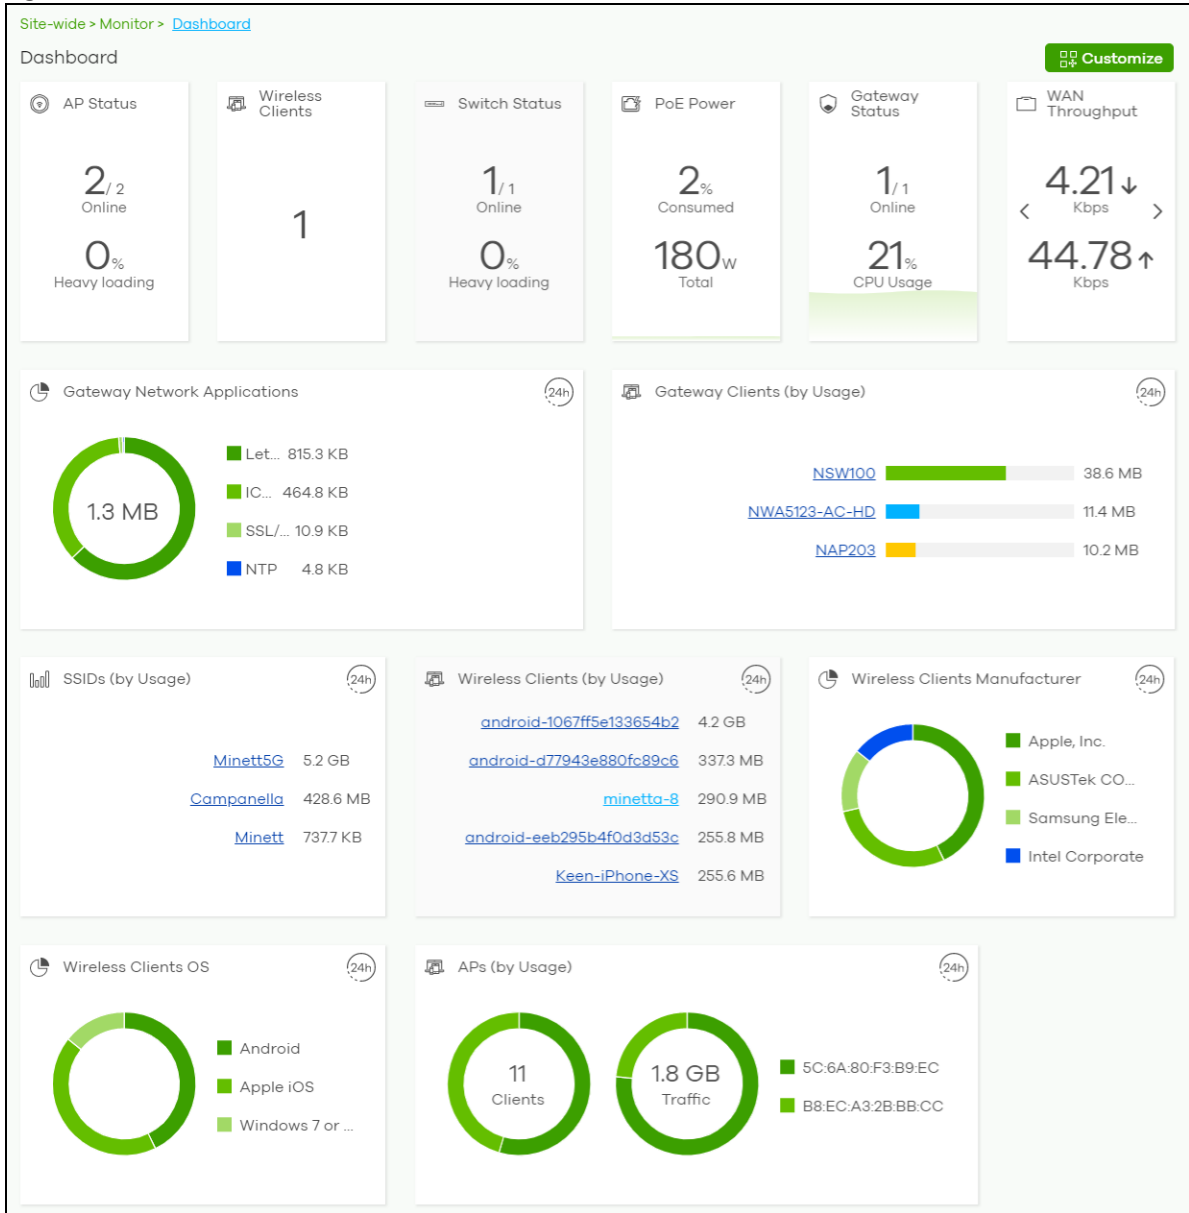 Site-wide > Monitor > Dashboard
Dashboard
Customize
AP Status
2/ 2
Online
0%
Heavy loading
Wireless
Clients
1
Switch Status
1/ 1
Online
0%
Heavy loading
PoE Power
2%
Consumed
180W
Total
Gateway
Status
1/ 1
Online
21%
CPU Usage
WAN
Throughput
4.21
Kbps
44.78
Kbps
Gateway Network Applications
24h
1.3 MB
Let... 815.3 KB
IC... 464.8 KB
SSL/... 10.9 KB
NTP 4.8 KB
Gateway Clients (by Usage)
24h
NSW100 38.6 MB
NWA5123-AC-HD 11.4 MB
NAP203 10.2 MB
SSIDs (by Usage)
24h
Minett5G 5.2 GB
Campanella 428.6 MB
Minett 737.7 KB
Wireless Clients (by Usage)
24h
android-1067ff5e133654b2 4.2 GB
android-d77943e880fc89c6 337.3 MB
minetta-8 290.9 MB
android-eeb295b4f0d3d53c 255.8 MB
Keen-iPhone-XS 255.6 MB
Wireless Clients Manufacturer
24h
Apple, Inc.
ASUSTek CO...
Samsung Ele...
Intel Corporate
Wireless Clients OS
24h
Android
Apple iOS
Windows 7 or ...
APs (by Usage)
24h
11
Clients
1.8 GB
Traffic
5C:6A:80:F3:B9:EC
B8:EC:A3:2B:BB:CC